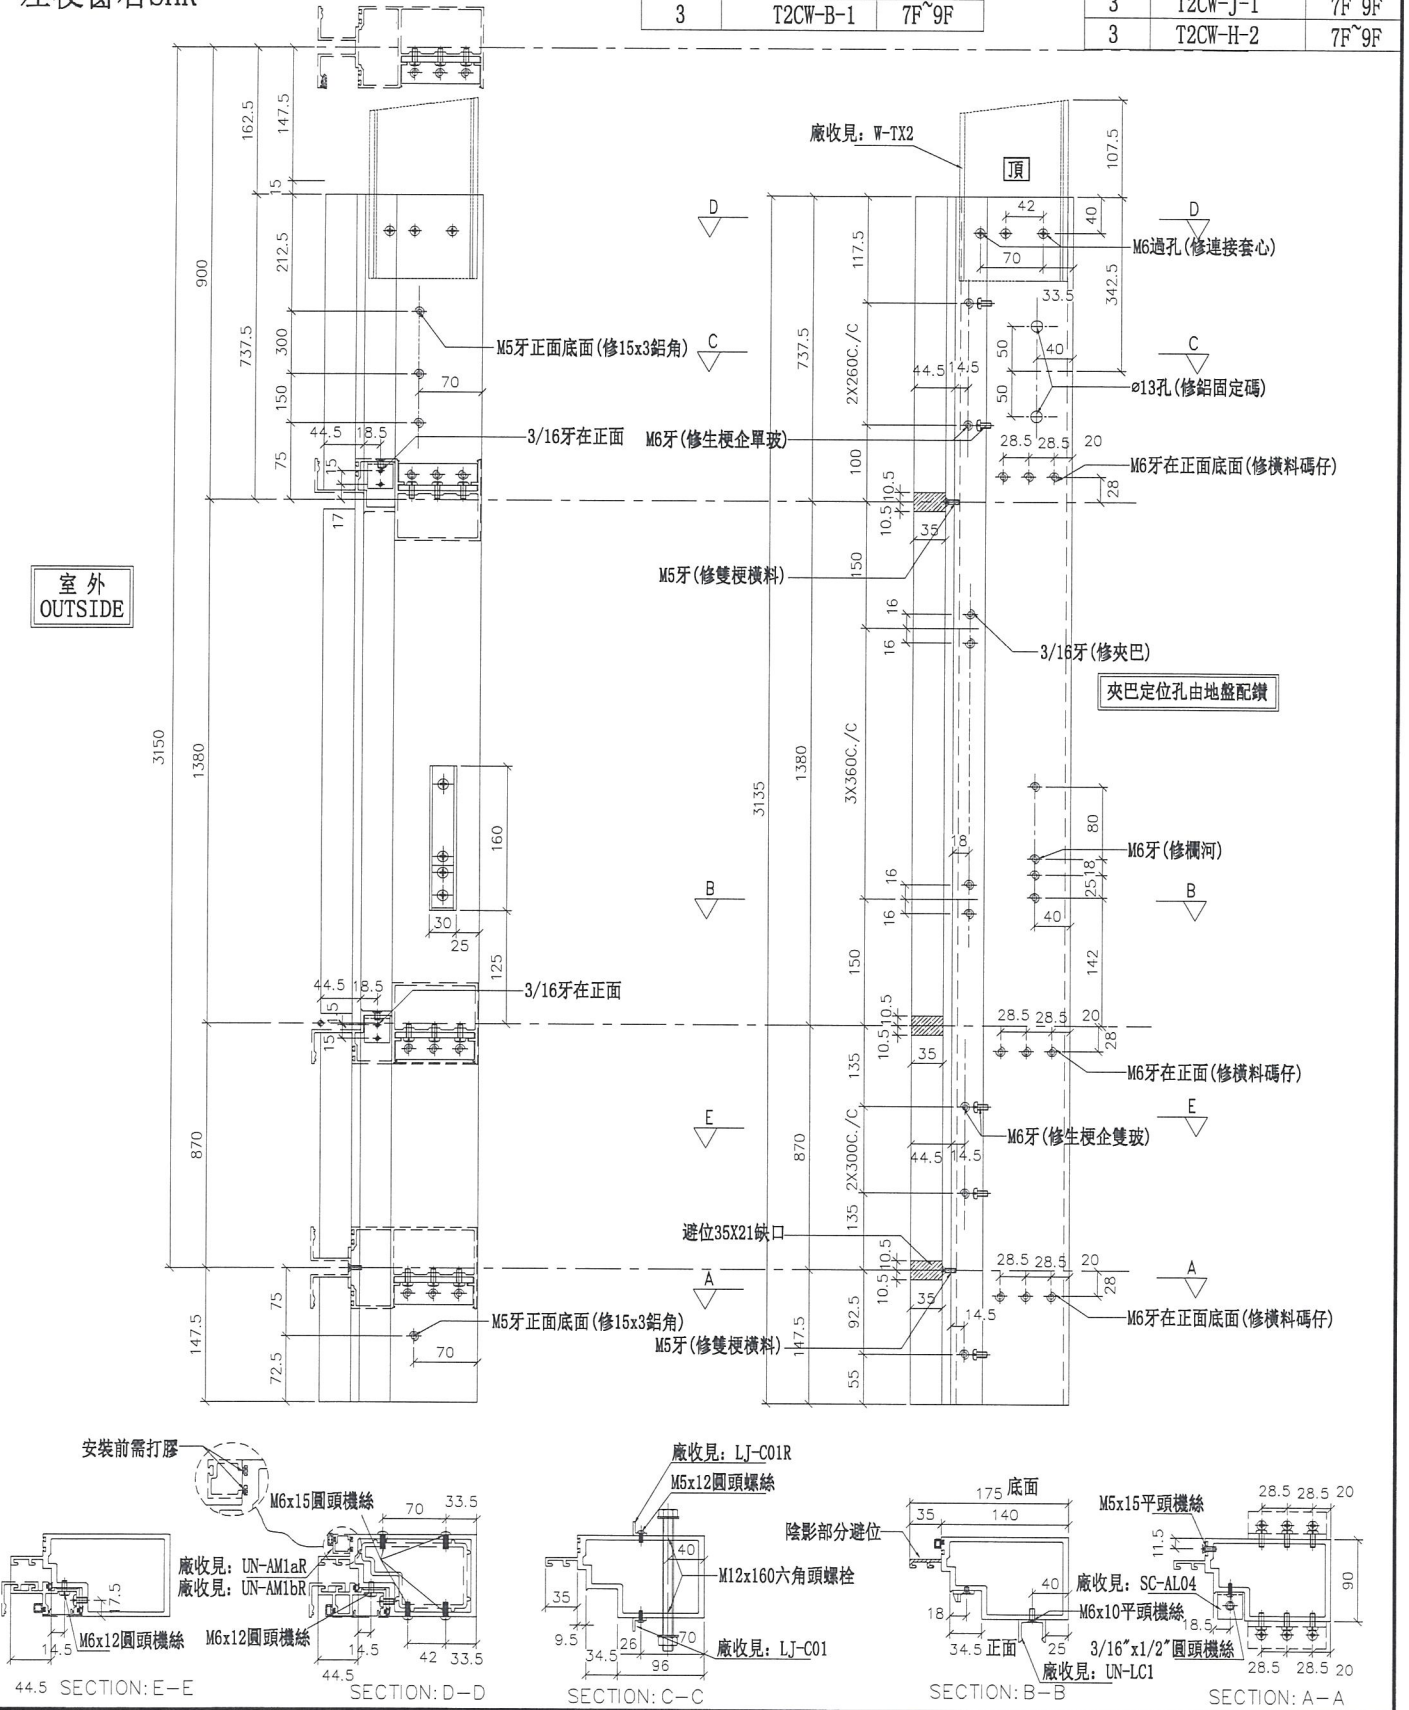 3 T2CW-B-1 7F~9F
3 T2CW-J-1 7F~9F
3 T2CW-H-2 7F~9F
162.5
147.5
15
900
737.5
212.5
300
150
75
M5牙正面底面(修15x3鋁角)
70
44.5 18.5
3/16牙在正面
15
17
室外
OUTSIDE
3150
1380
160
30
25
125
44.5 18.5
3/16牙在正面
15
15
870
75
72.5
147.5
M5牙正面底面(修15x3鋁角)
70
D
C
B
E
A
廠收見: W-TX2
頂
107.5
42
40
D
M6過孔(修連接套心)
70
33.5
342.5
117.5
737.5
2X260C./C
44.5 14.5
50
50
40
C
ø13孔(修鋁固定碼)
M6牙(修生梗企單玻)
28.5 28.5 20
M6牙在正面底面(修橫料碼仔)
28
100
10.5
10.5
35
M5牙(修雙梗橫料)
150
16
16
3/16牙(修夾巴)
夾巴定位孔由地盤配鑽
3135
1380
3X360C./C
18
16
16
80
M6牙(修欄河)
18
25
B
40
142
150
10.5
10.5
35
28.5 28.5 20
28
M6牙在正面(修橫料碼仔)
135
E
M6牙(修生梗企雙玻)
870
2X300C./C
44.5 14.5
135
避位35X21缺口
10.5
10.5
35
28.5 28.5 20
28
A
M6牙在正面底面(修橫料碼仔)
14.5
92.5
M5牙(修雙梗橫料)
147.5
55
安裝前需打膠
M6x15圓頭機絲
70
33.5
廠收見: UN-AM1aR
廠收見: UN-AM1bR
17.5
M6x12圓頭機絲
14.5
44.5
SECTION:E-E
M6x12圓頭機絲
14.5
44.5
42
33.5
SECTION:D-D
廠收見: LJ-C01R
M5x12圓頭螺絲
40
M12x160六角頭螺栓
35
9.5
34.5
26
70
96
廠收見: LJ-C01
SECTION:C-C
底面
175
35
140
陰影部分避位
18
34.5
正面
40
M6x10平頭機絲
25
廠收見: UN-LC1
SECTION:B-B
M5x15平頭機絲
28.5 28.5 20
11.5
90
廠收見: SC-AL04
18.5
3/16"x1/2"圓頭機絲
28.5 28.5 20
SECTION:A-A